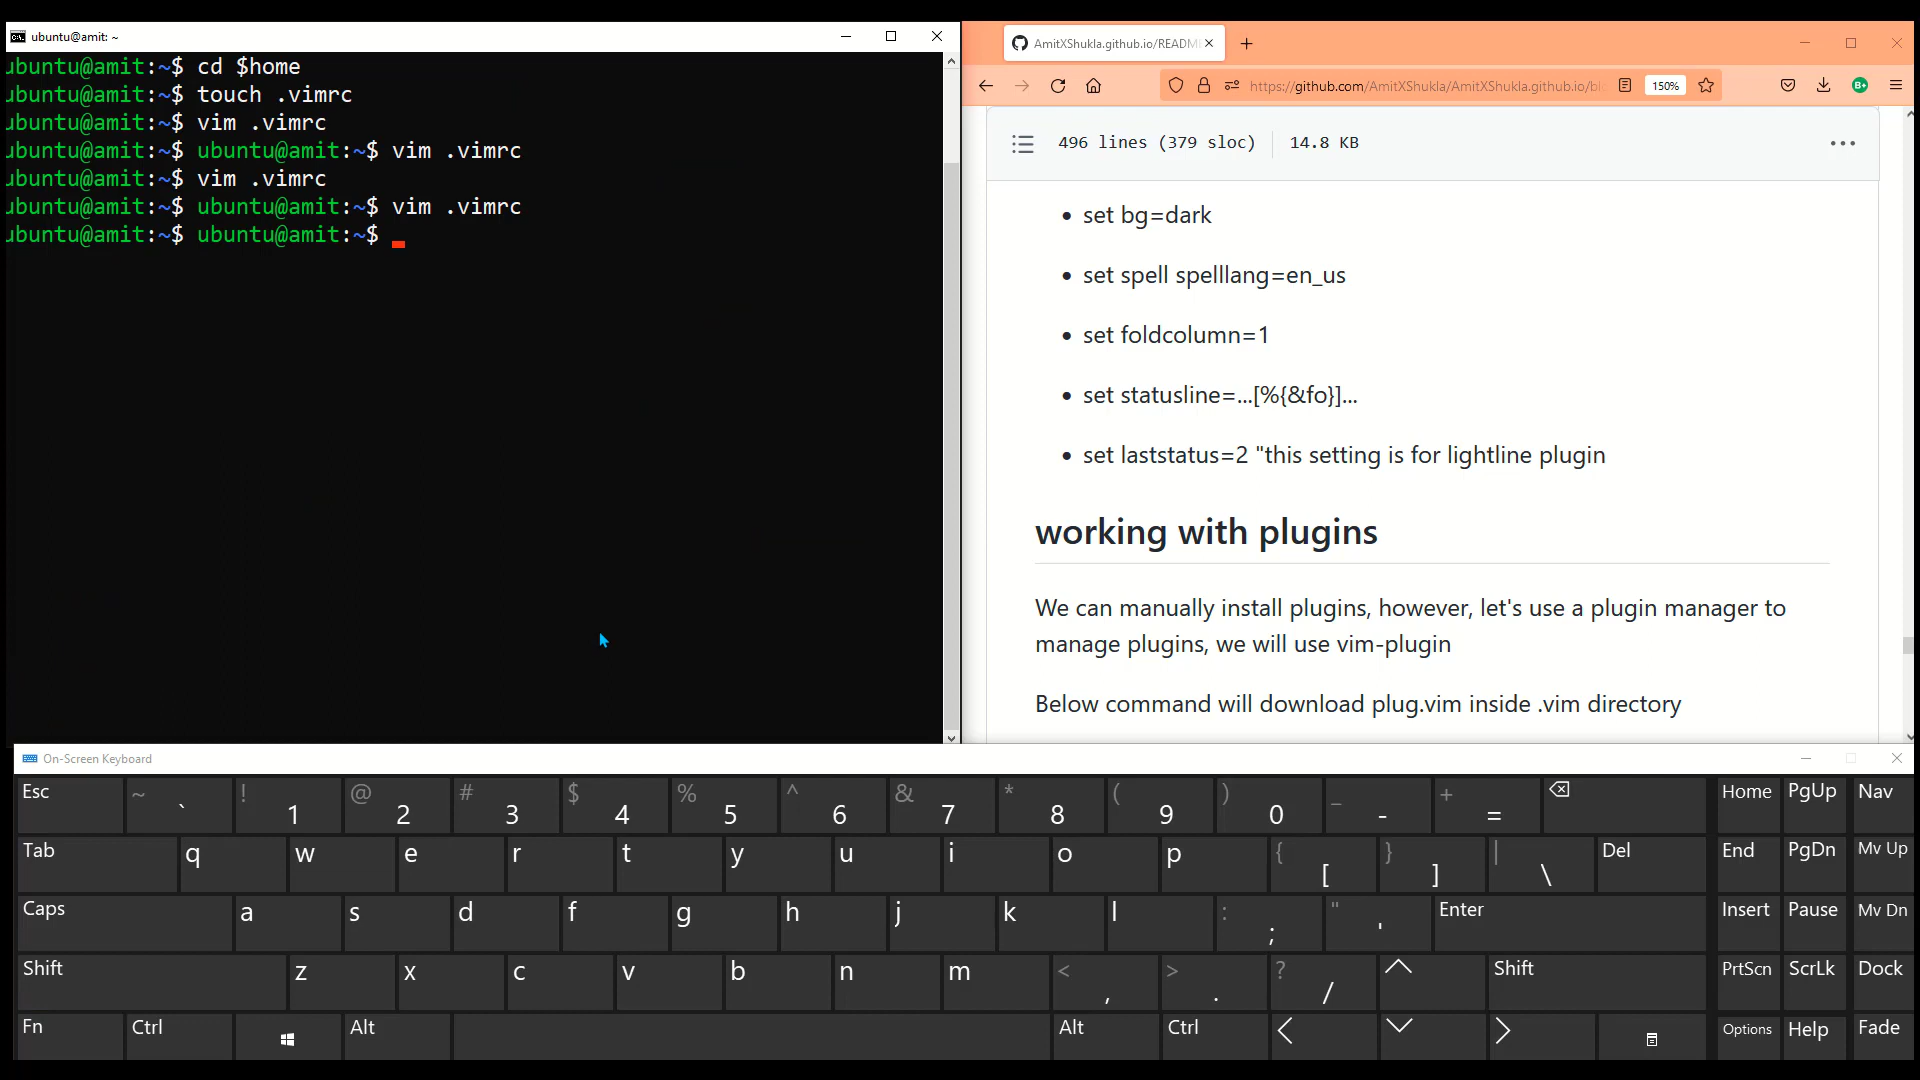 ubuntu@amit: ~
ubuntu@amit:~$ cd $home
ubuntu@amit:~$ touch .vimrc
ubuntu@amit:~$ vim .vimrc
ubuntu@amit:~$ ubuntu@amit:~$ vim .vimrc
ubuntu@amit:~$ vim .vimrc
ubuntu@amit:~$ ubuntu@amit:~$ vim .vimrc
ubuntu@amit:~$ ubuntu@amit:~$
AmitXShukla.github.io/READM
https://github.com/AmitXShukla/AmitXShukla.github.io/bl
150%
B+
496 lines (379 sloc) 14.8 KB
• set bg=dark
• set spell spelllang=en_us
• set foldcolumn=1
• set statusline=...[%{&fo}]...
• set laststatus=2 "this setting is for lightline plugin
working with plugins
We can manually install plugins, however, let's use a plugin manager to
manage plugins, we will use vim-plugin
Below command will download plug.vim inside .vim directory
On-Screen Keyboard
Esc ~ ` ! 1 @ 2 # 3 $ 4 % 5 ^ 6 & 7 * 8 ( 9 ) 0 _ - + = Home PgUp Nav
Tab q w e r t y u i o p { [ } ] | \ Del End PgDn Mv Up
Caps a s d f g h j k l : ; " ' Enter Insert Pause Mv Dn
Shift z x c v b n m < , > . ? / Shift PrtScn ScrLk Dock
Fn Ctrl Alt Alt Ctrl Options Help Fade